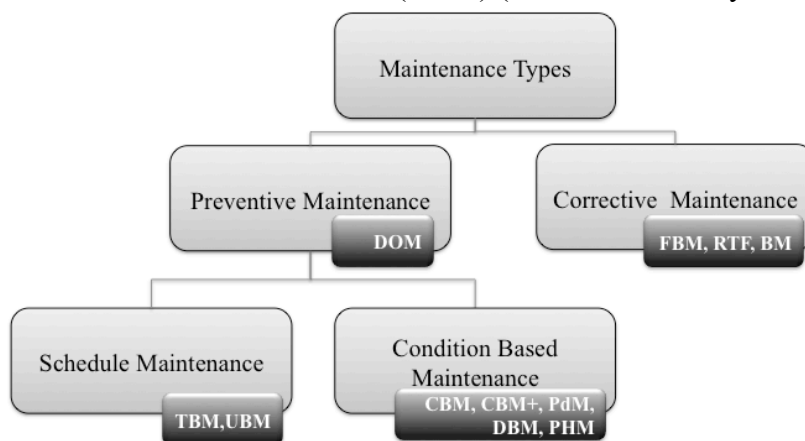 Maintenance Types
Preventive Maintenance
DOM
Corrective Maintenance
FBM, RTF, BM
Schedule Maintenance
TBM,UBM
Condition Based
Maintenance
CBM, CBM+, PdM,
DBM, PHM